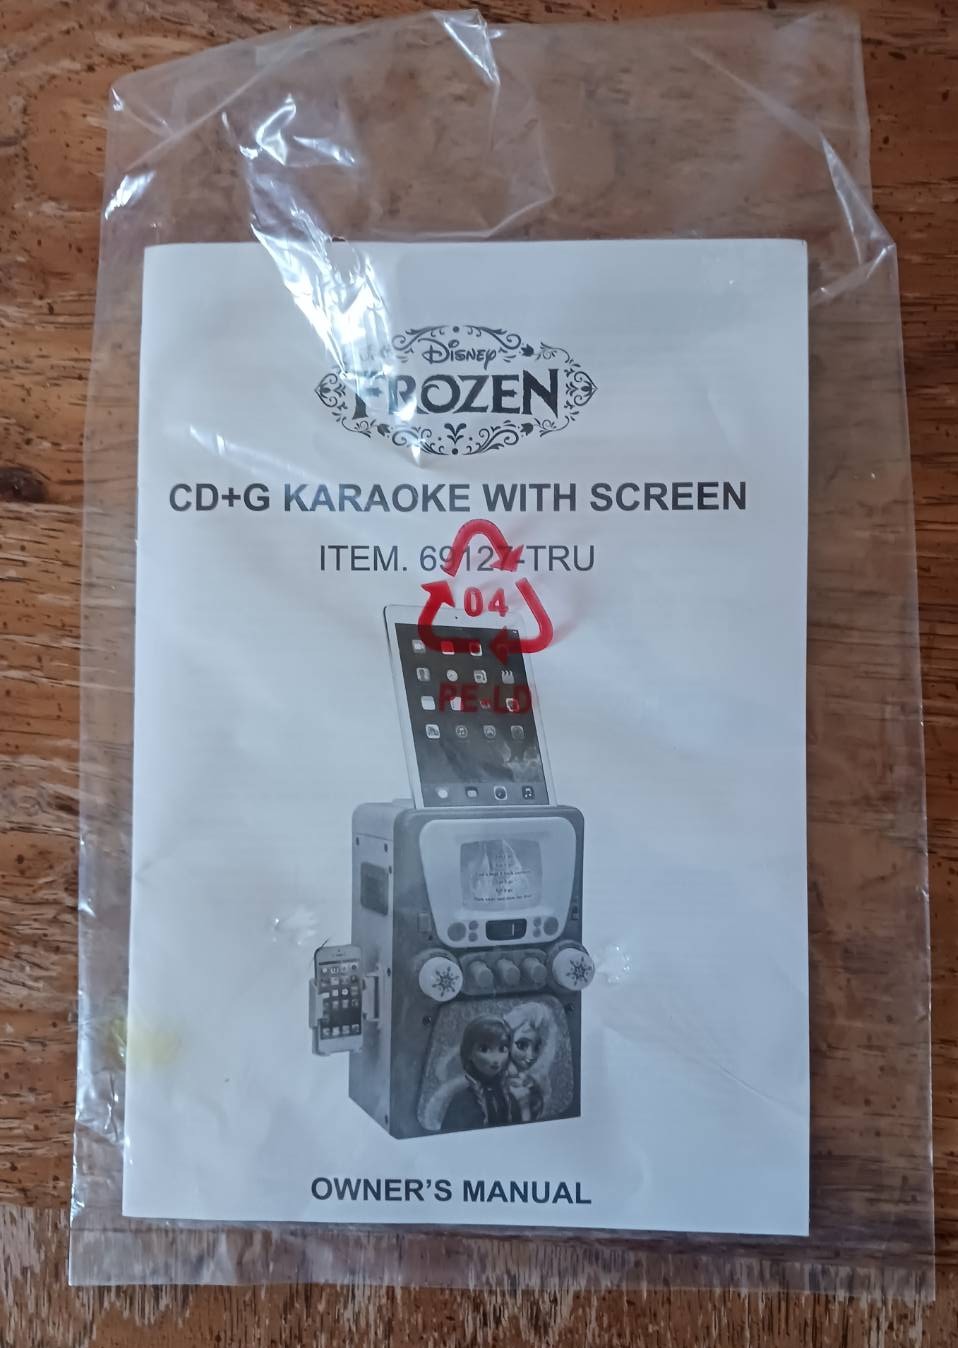 Disney
FROZEN
CD+G KARAOKE WITH SCREEN
ITEM. 69127-TRU
04
PE-LD
OWNER'S MANUAL